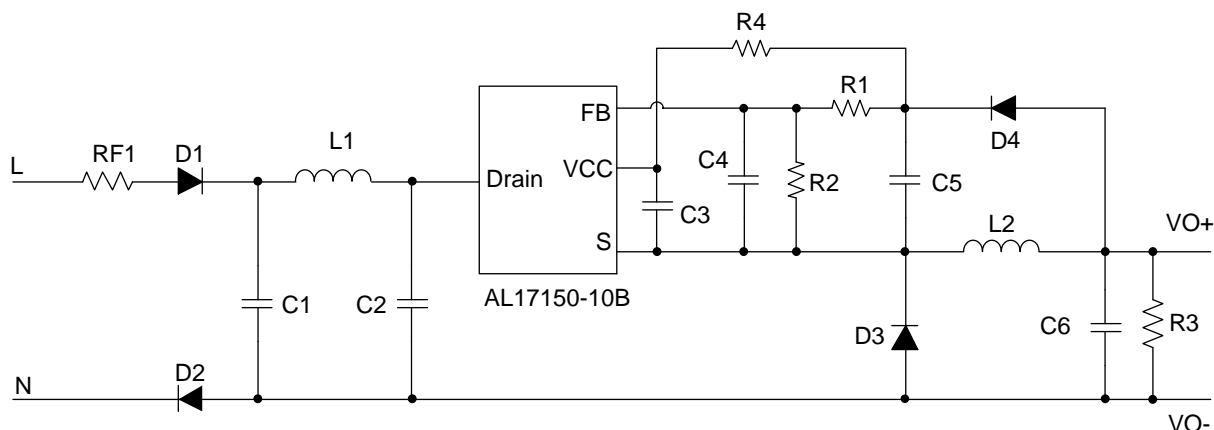 R4
FB
R1
D4
L
RF1
D1
L1
Drain
VCC
C4
R2
C5
C3
S
L2
VO+
AL17150-10B
C1
C2
D3
C6
R3
N
D2
VO-